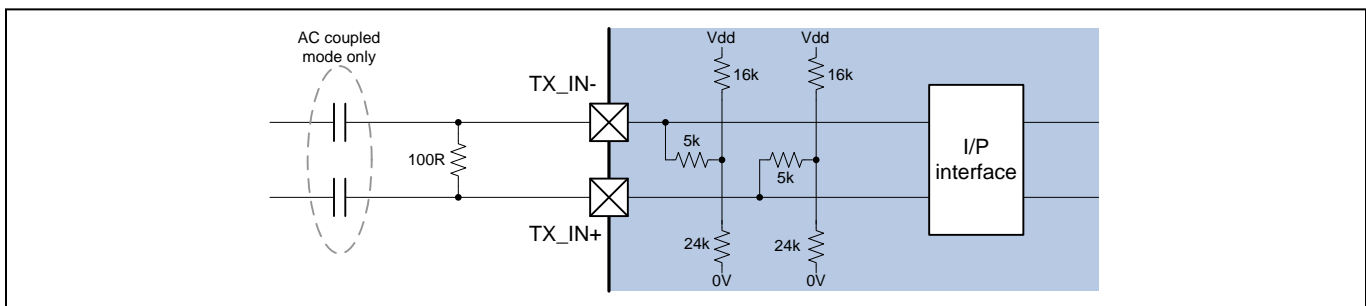 AC coupled
mode only
Vdd
Vdd
16k
16k
TX_IN-
5k
I/P
interface
100R
5k
TX_IN+
24k
24k
0V
0V